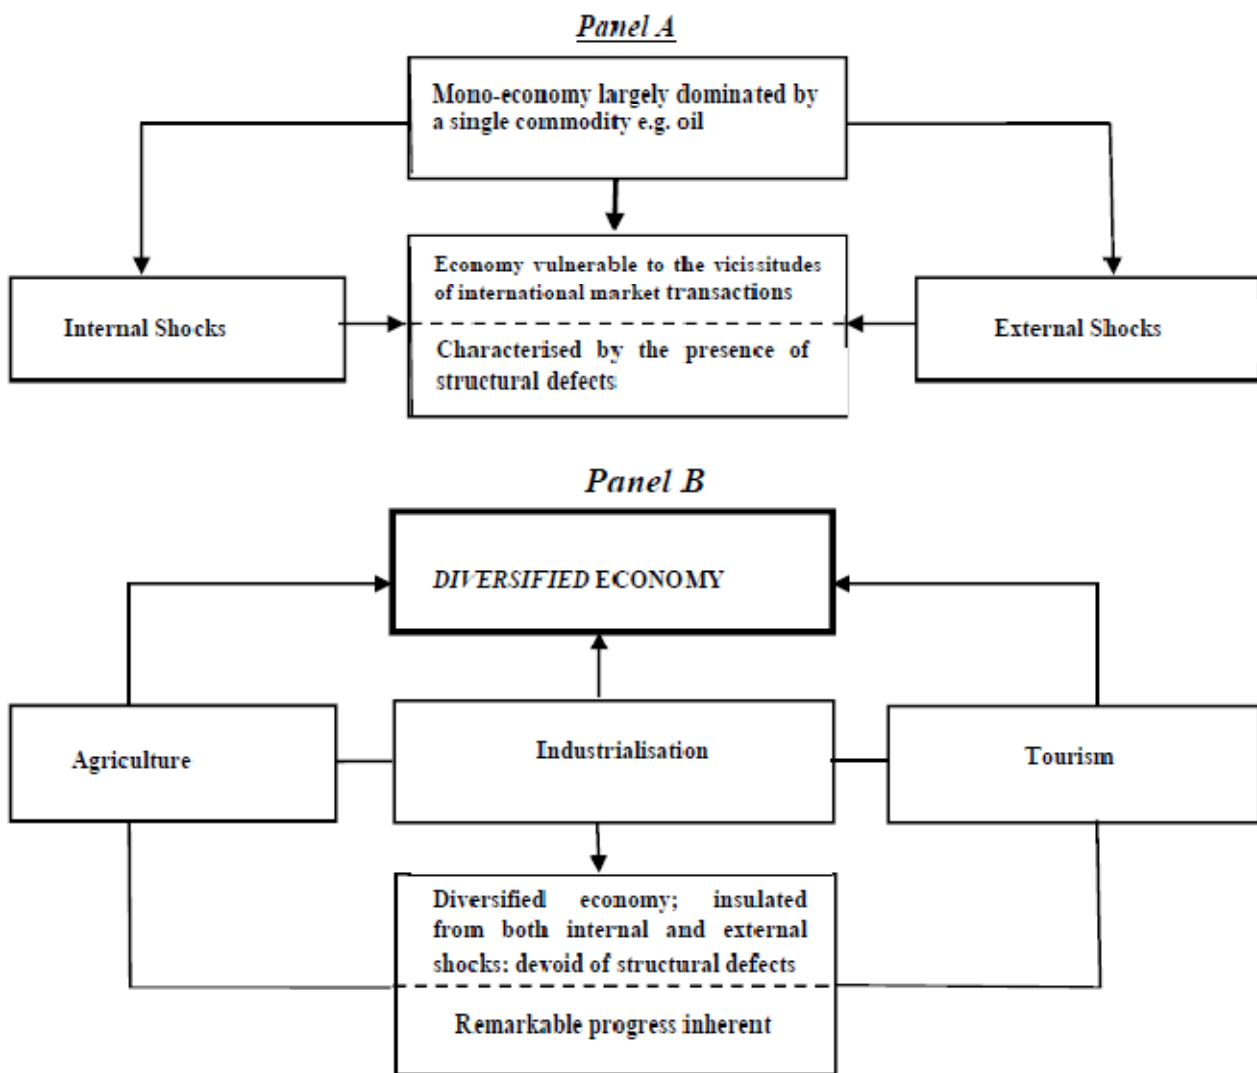 Panel A
Mono-economy largely dominated by
a single commodity e.g. oil
Economy vulnerable to the vicissitudes
of international market transactions
Internal Shocks
External Shocks
Characterised by the presence of
structural defects
Panel B
DIVERSIFIED ECONOMY
Agriculture
Industrialisation
Tourism
Diversified economy; insulated
from both internal and external
shocks: devoid of structural defects
Remarkable progress inherent